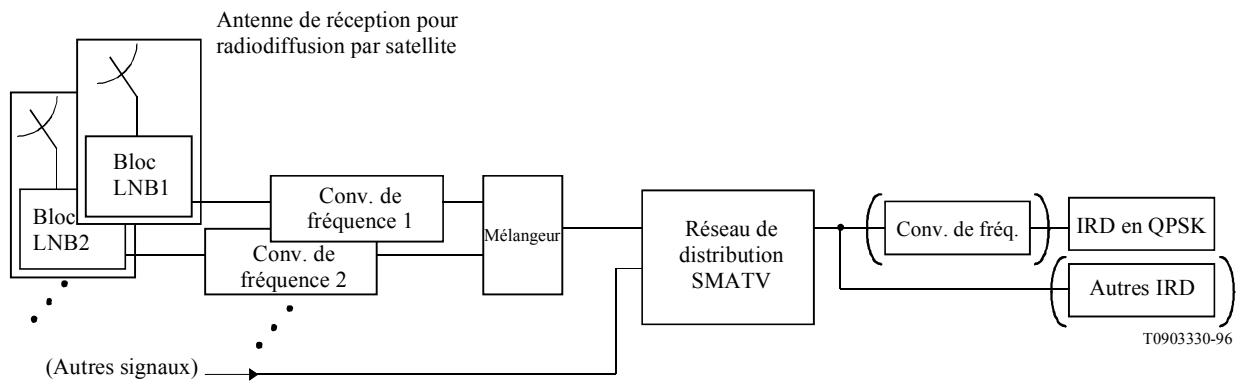 Antenne de réception pour
radiodiffusion par satellite
Bloc
LNB1
Bloc
LNB2
Conv. de
fréquence 1
Conv. de
fréquence 2
Mélangeur
Réseau de
distribution
SMATV
Conv. de fréq.
IRD en QPSK
Autres IRD
T0903330-96
(Autres signaux)